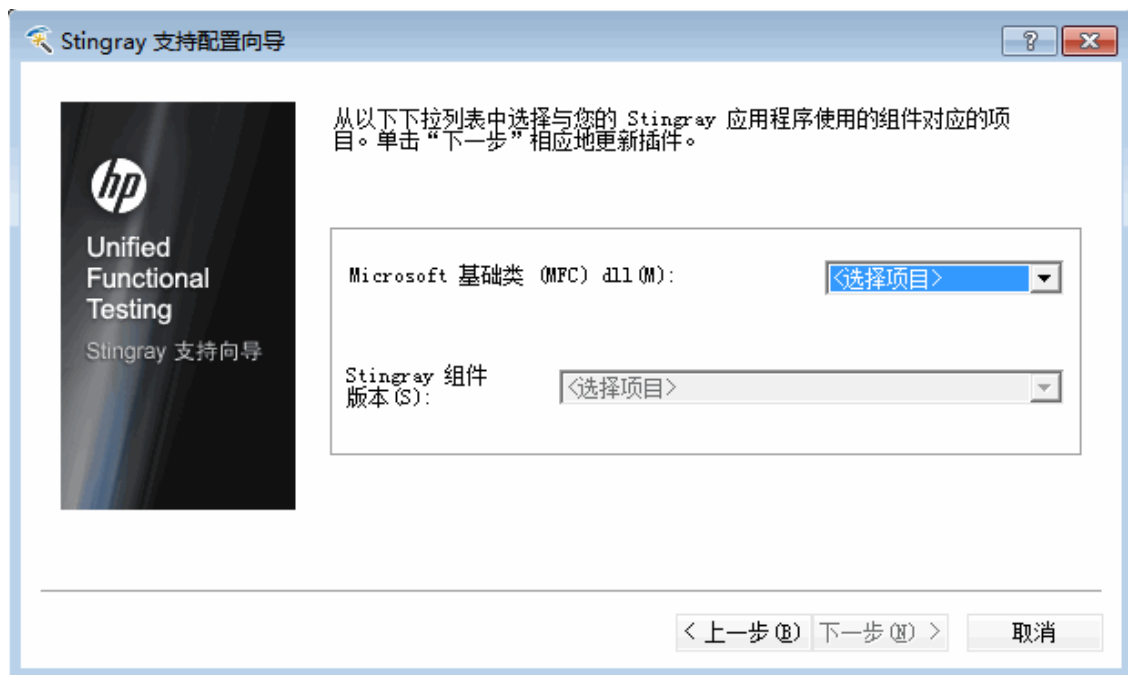 Stingray 支持配置向导
从以下下拉列表中选择与您的 Stingray 应用程序使用的组件对应的项
目。单击“下一步”相应地更新插件。
hp
Unified
Functional
Testing
Stingray 支持向导
Microsoft 基础类 (MFC) dll(M):
<选择项目>
Stingray 组件
版本(S):
<选择项目>
< 上一步(B)
下一步(N) >
取消